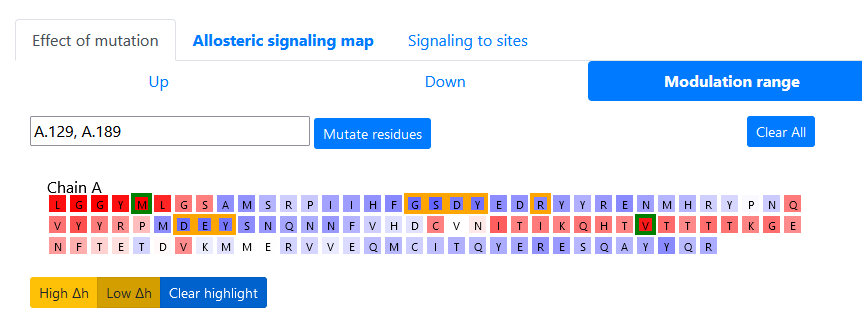 Effect of mutation Allosteric signaling map Signaling to sites
Up Down Modulation range
A.129, A.189 Mutate residues Clear All
Chain A
L G G Y M L G S A M S R P I I H F G S D Y E D R Y Y R E N M H R Y P N Q
V Y Y R P M D E Y S N Q N N F V H D C V N I T I K Q H T V T T T T K G E
N F T E T D V K M M E R V V E Q M C I T Q Y E R E S Q A Y Y Q R
High Δh Low Δh Clear highlight